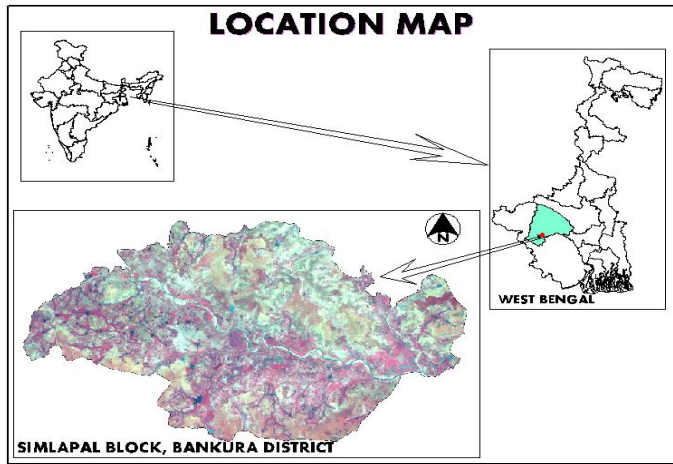 LOCATION MAP
N
WEST BENGAL
SIMLAPAL BLOCK, BANKURA DISTRICT